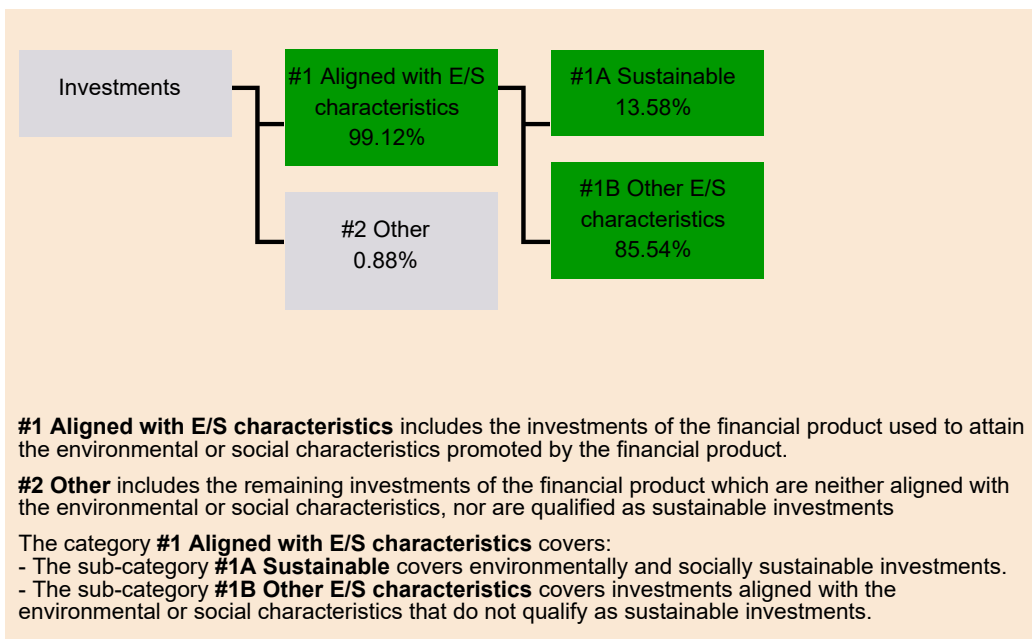 Investments
#1 Aligned with E/S
characteristics
99.12%
#1A Sustainable
13.58%
#2 Other
0.88%
#1B Other E/S
characteristics
85.54%
#1 Aligned with E/S characteristics includes the investments of the financial product used to attain
the environmental or social characteristics promoted by the financial product.
#2 Other includes the remaining investments of the financial product which are neither aligned with
the environmental or social characteristics, nor are qualified as sustainable investments
The category #1 Aligned with E/S characteristics covers:
- The sub-category #1A Sustainable covers environmentally and socially sustainable investments.
- The sub-category #1B Other E/S characteristics covers investments aligned with the
environmental or social characteristics that do not qualify as sustainable investments.